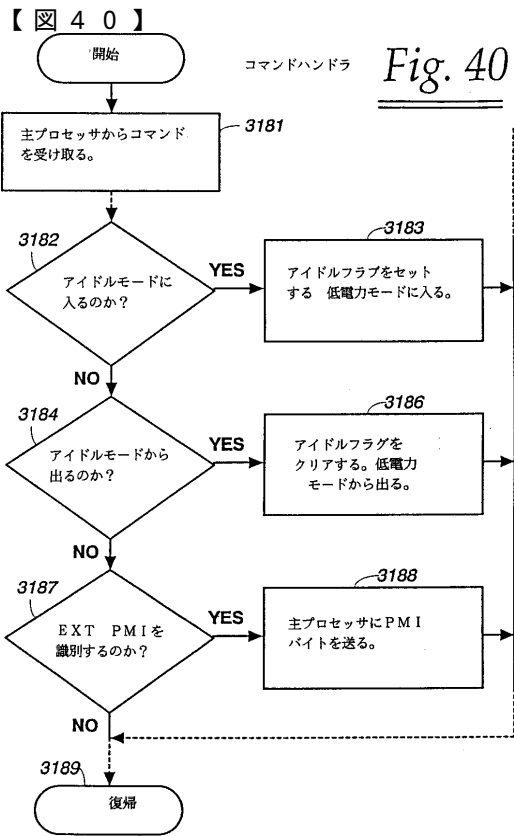 【図４０】
開始
コマンドハンドラ
Fig. 40
主プロセッサからコマンド
を受け取る。
3181
3182
アイドルモードに
入るのか？
YES
3183
アイドルフラブをセット
する 低電力モードに入る。
NO
3184
アイドルモードから
出るのか？
YES
3186
アイドルフラグを
クリアする。低電力
モードから出る。
NO
3187
ＥＸＴ ＰＭＩを
識別するのか？
YES
3188
主プロセッサにＰＭＩ
バイトを送る。
NO
3189
復帰